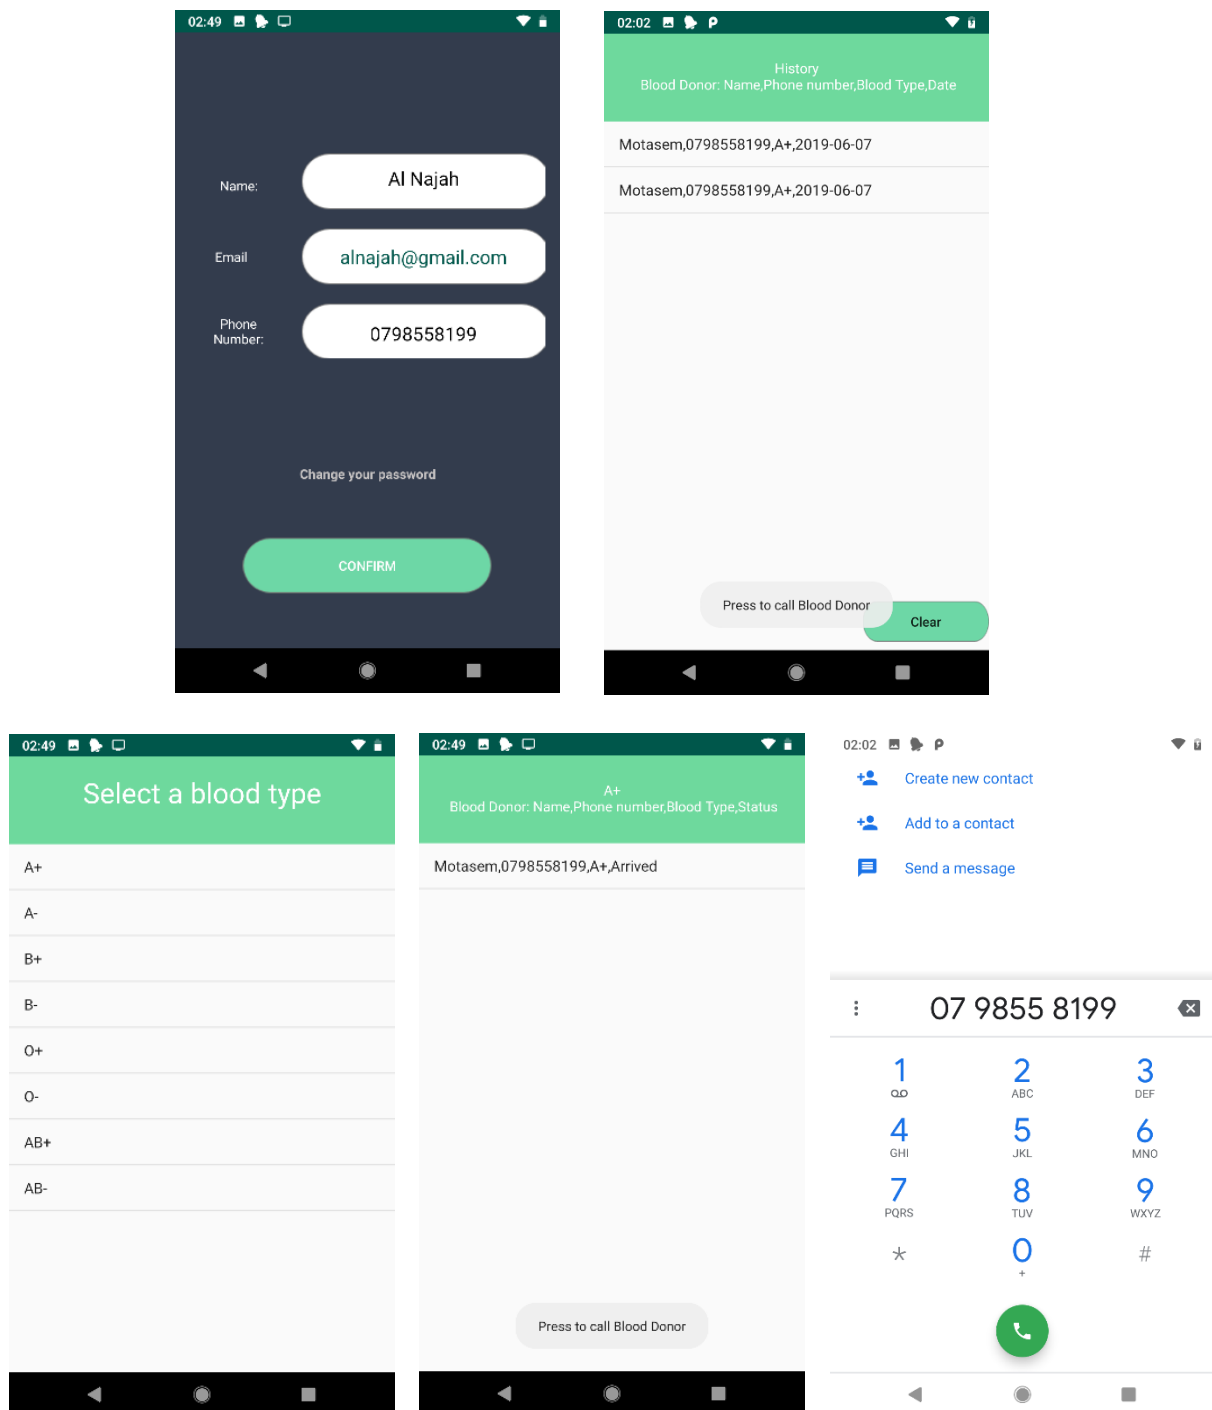 02:49
Name:
Al Najah
Email
alnajah@gmail.com
Phone
Number:
0798558199
Change your password
CONFIRM
02:02
History
Blood Donor: Name,Phone number,Blood Type,Date
Motasem,0798558199,A+,2019-06-07
Motasem,0798558199,A+,2019-06-07
Press to call Blood Donor
Clear
02:49
Select a blood type
A+
A-
B+
B-
O+
O-
AB+
AB-
02:49
A+
Blood Donor: Name,Phone number,Blood Type,Status
Motasem,0798558199,A+,Arrived
Press to call Blood Donor
02:02
Create new contact
Add to a contact
Send a message
07 9855 8199
1 2 3
ABC DEF
4 5 6
GHI JKL MNO
7 8 9
PQRS TUV WXYZ
* 0 #
+